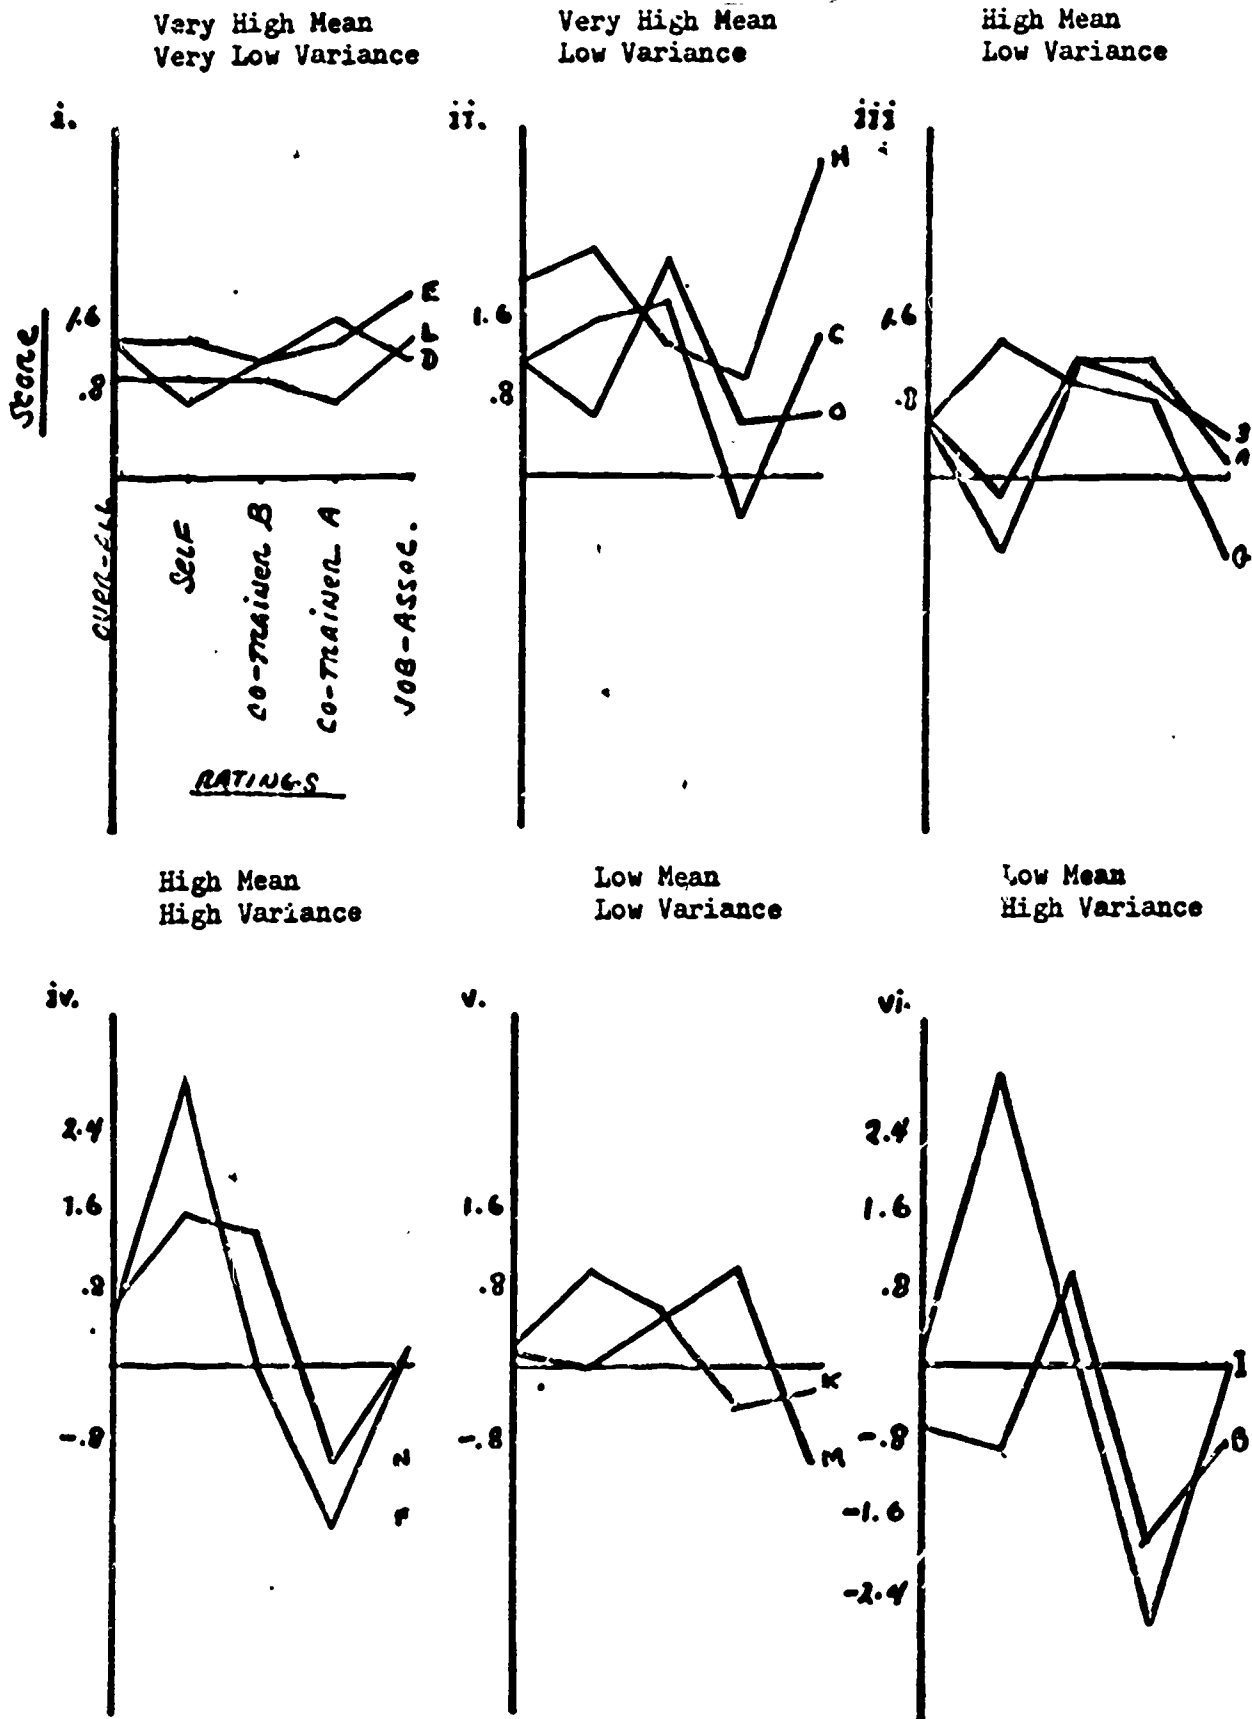 Very High Mean
Very Low Variance
Very High Mean
Low Variance
High Mean
Low Variance
i.
ii.
iii
Score
1.6
.8
E
L
D
OVER-ALL
SELF
CO-TRAINER B
CO-TRAINER A
JOB-ASSOC.
RATINGS
1.6
.8
H
C
O
1.6
.8
J
A
G
High Mean
High Variance
Low Mean
Low Variance
Low Mean
High Variance
iv.
v.
vi.
2.4
1.6
.8
-.8
N
F
1.6
.8
-.8
K
M
2.4
1.6
.8
-.8
-1.6
-2.4
I
B